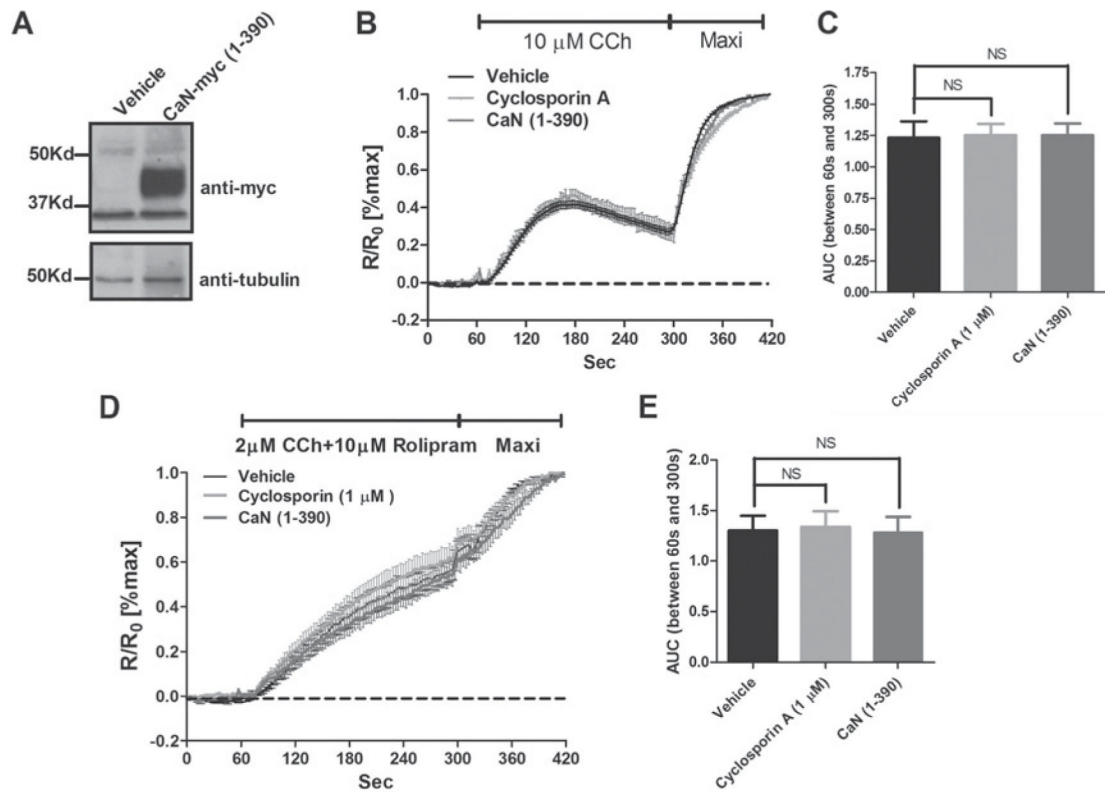 A
Vehicle
CaN-myc (1-390)
50Kd
37Kd
anti-myc
50Kd
anti-tubulin
B
10 μM CCh
Maxi
Vehicle
Cyclosporin A
CaN (1-390)
R/R0 [%max]
1.0
0.8
0.6
0.4
0.2
0.0
-0.2
0 60 120 180 240 300 360 420
Sec
C
NS
NS
AUC (between 60s and 300s)
1.75
1.50
1.25
1.00
0.75
0.50
0.25
0.00
Vehicle
Cyclosporin A (1 μM)
CaN (1-390)
D
2μM CCh+10μM Rolipram
Maxi
Vehicle
Cyclosporin (1 μM )
CaN (1-390)
R/R0 [%max]
1.0
0.8
0.6
0.4
0.2
0.0
-0.2
0 60 120 180 240 300 360 420
Sec
E
NS
NS
AUC (between 60s and 300s)
2.0
1.5
1.0
0.5
0.0
Vehicle
Cyclosporin A (1 μM)
CaN (1-390)